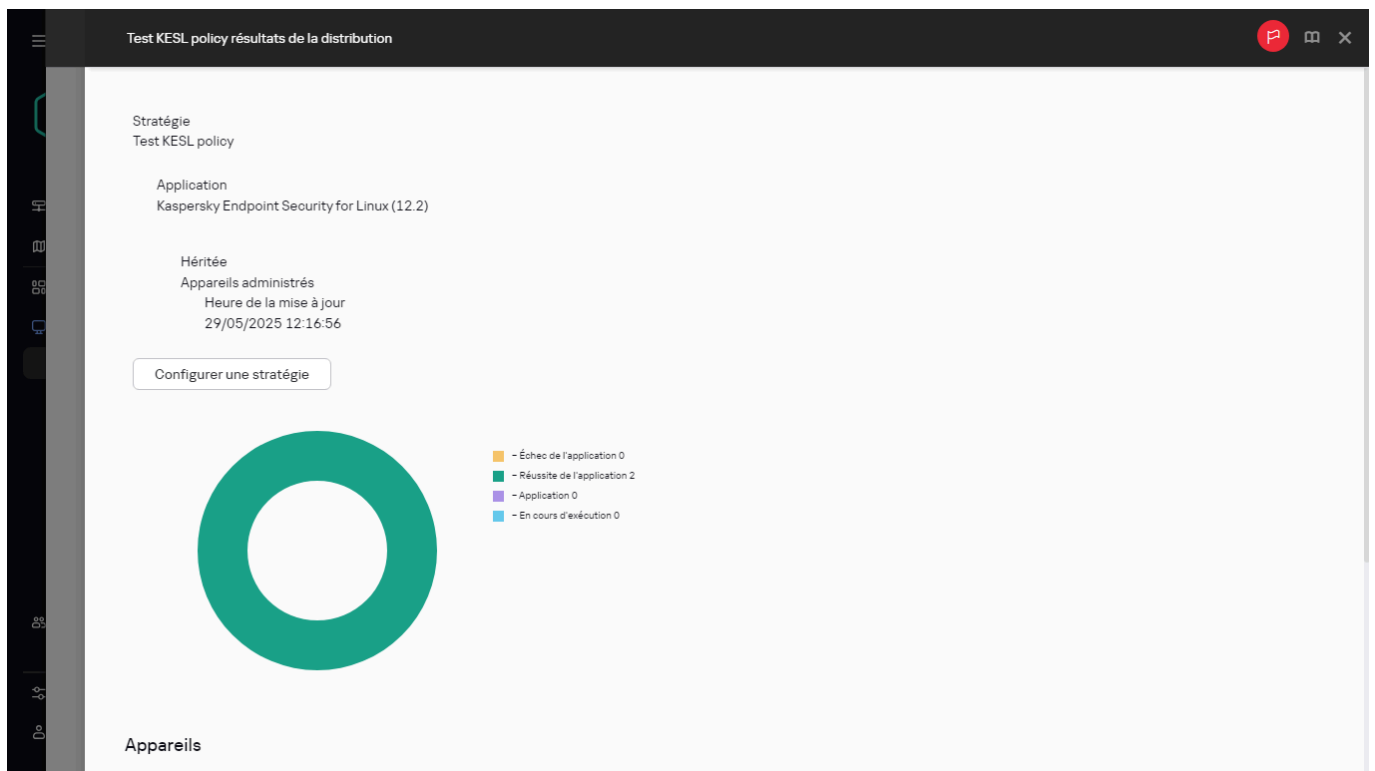 Test KESL policy résultats de la distribution
Stratégie
Test KESL policy
Application
Kaspersky Endpoint Security for Linux (12.2)
Héritée
Appareils administrés
Heure de la mise à jour
29/05/2025 12:16:56
Configurer une stratégie
– Échec de l'application 0
– Réussite de l'application 2
– Application 0
– En cours d'exécution 0
Appareils